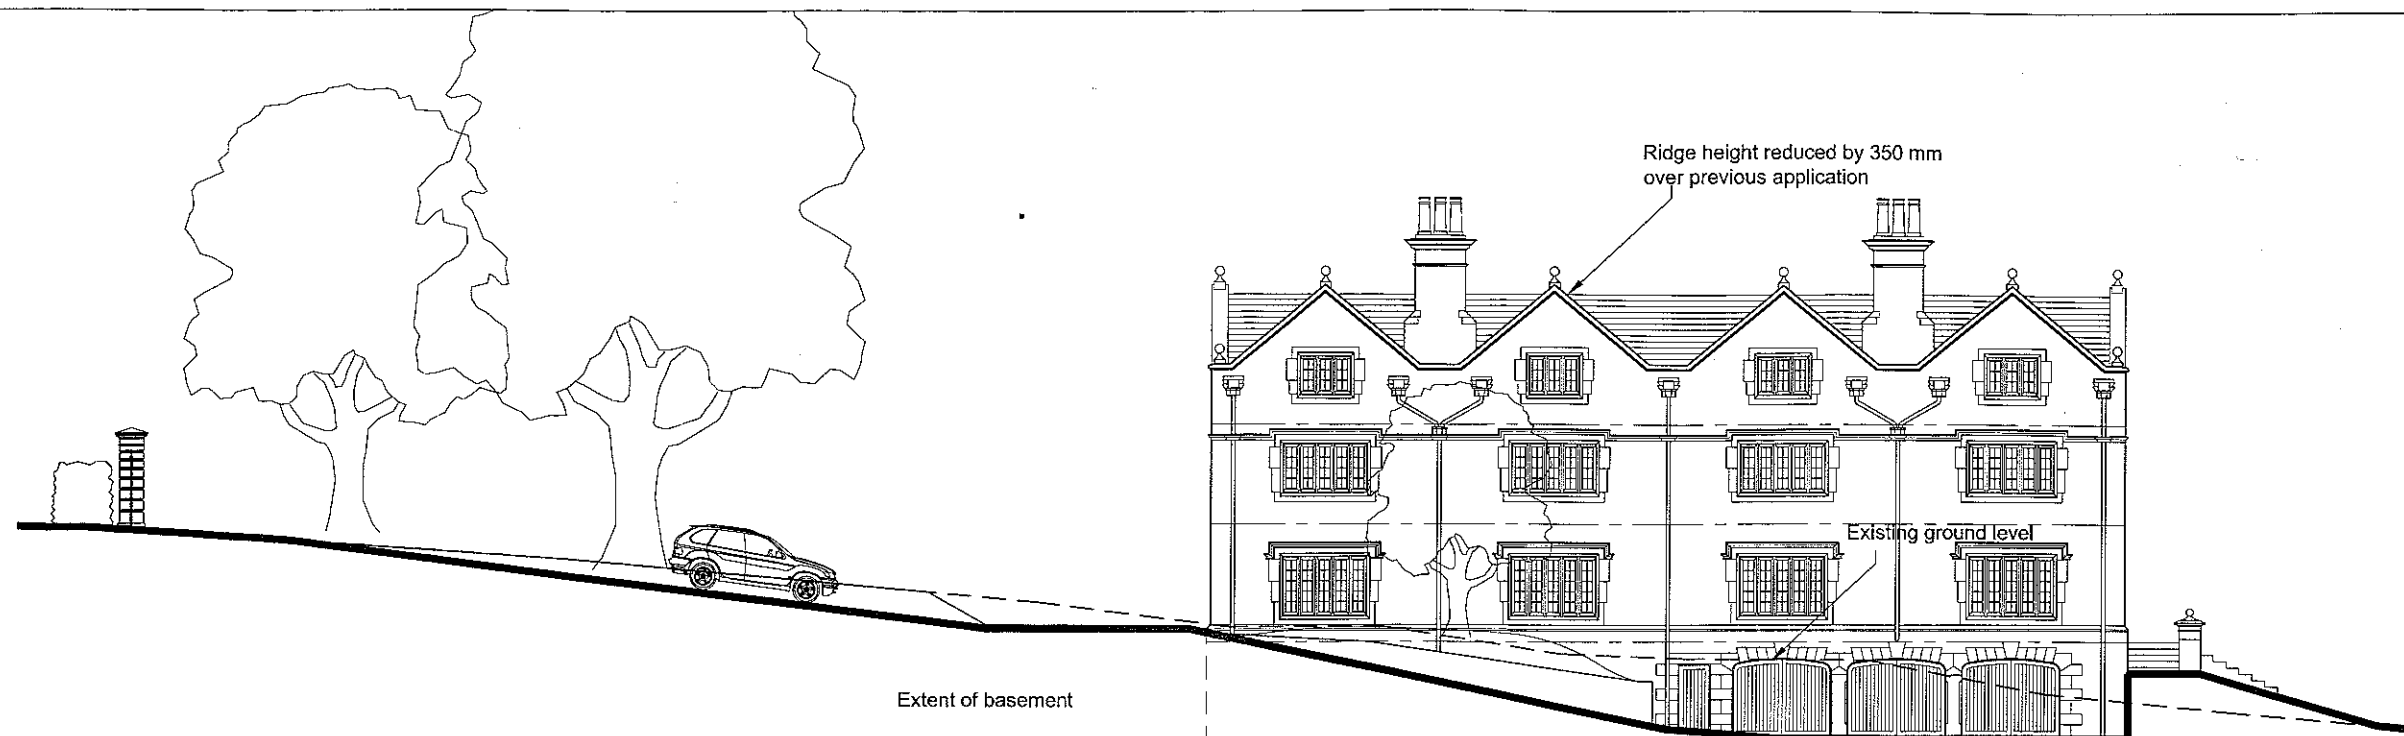 Ridge height reduced by 350 mm
over previous application
Existing ground level
Extent of basement